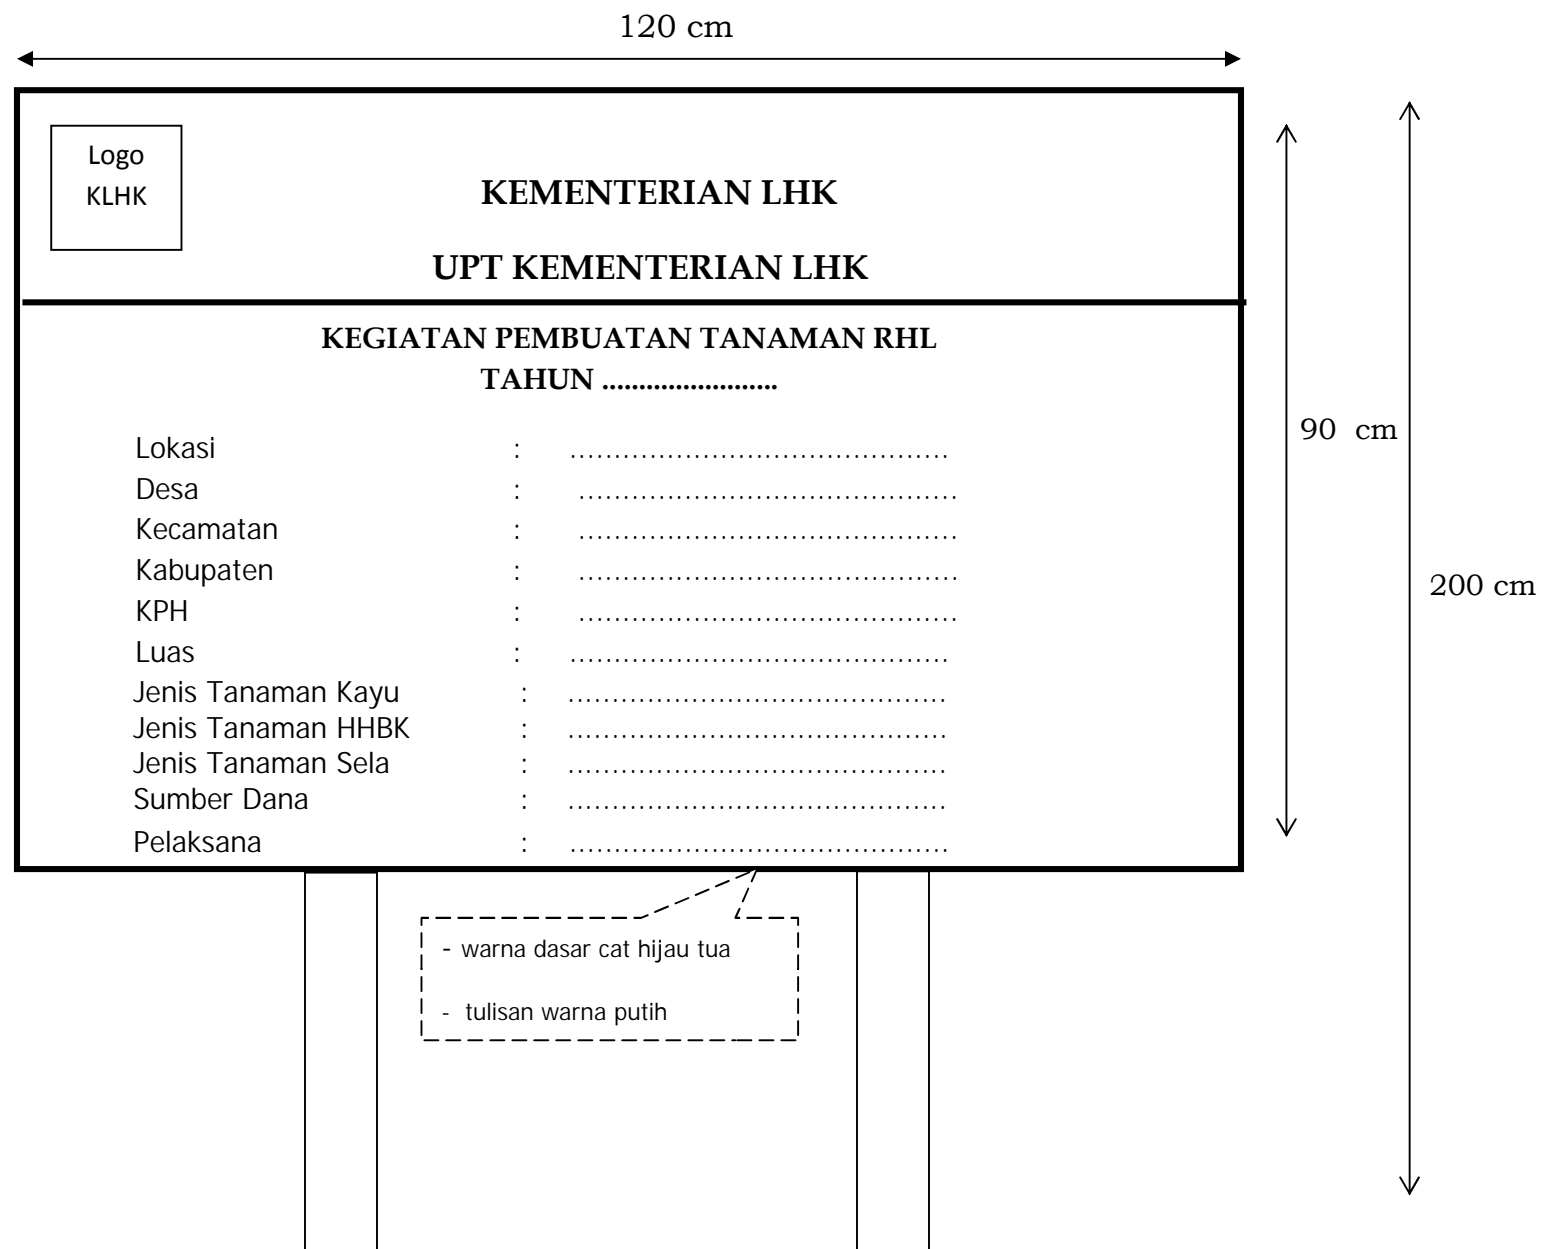 120 cm
Logo
KLHK
KEMENTERIAN LHK
UPT KEMENTERIAN LHK
KEGIATAN PEMBUATAN TANAMAN RHL
TAHUN ........................
Lokasi : ...........................................
Desa : ...........................................
Kecamatan : ...........................................
Kabupaten : ...........................................
KPH : ...........................................
Luas : ...........................................
Jenis Tanaman Kayu : ...........................................
Jenis Tanaman HHBK : ...........................................
Jenis Tanaman Sela : ...........................................
Sumber Dana : ...........................................
Pelaksana : ...........................................
90 cm
200 cm
- warna dasar cat hijau tua
- tulisan warna putih